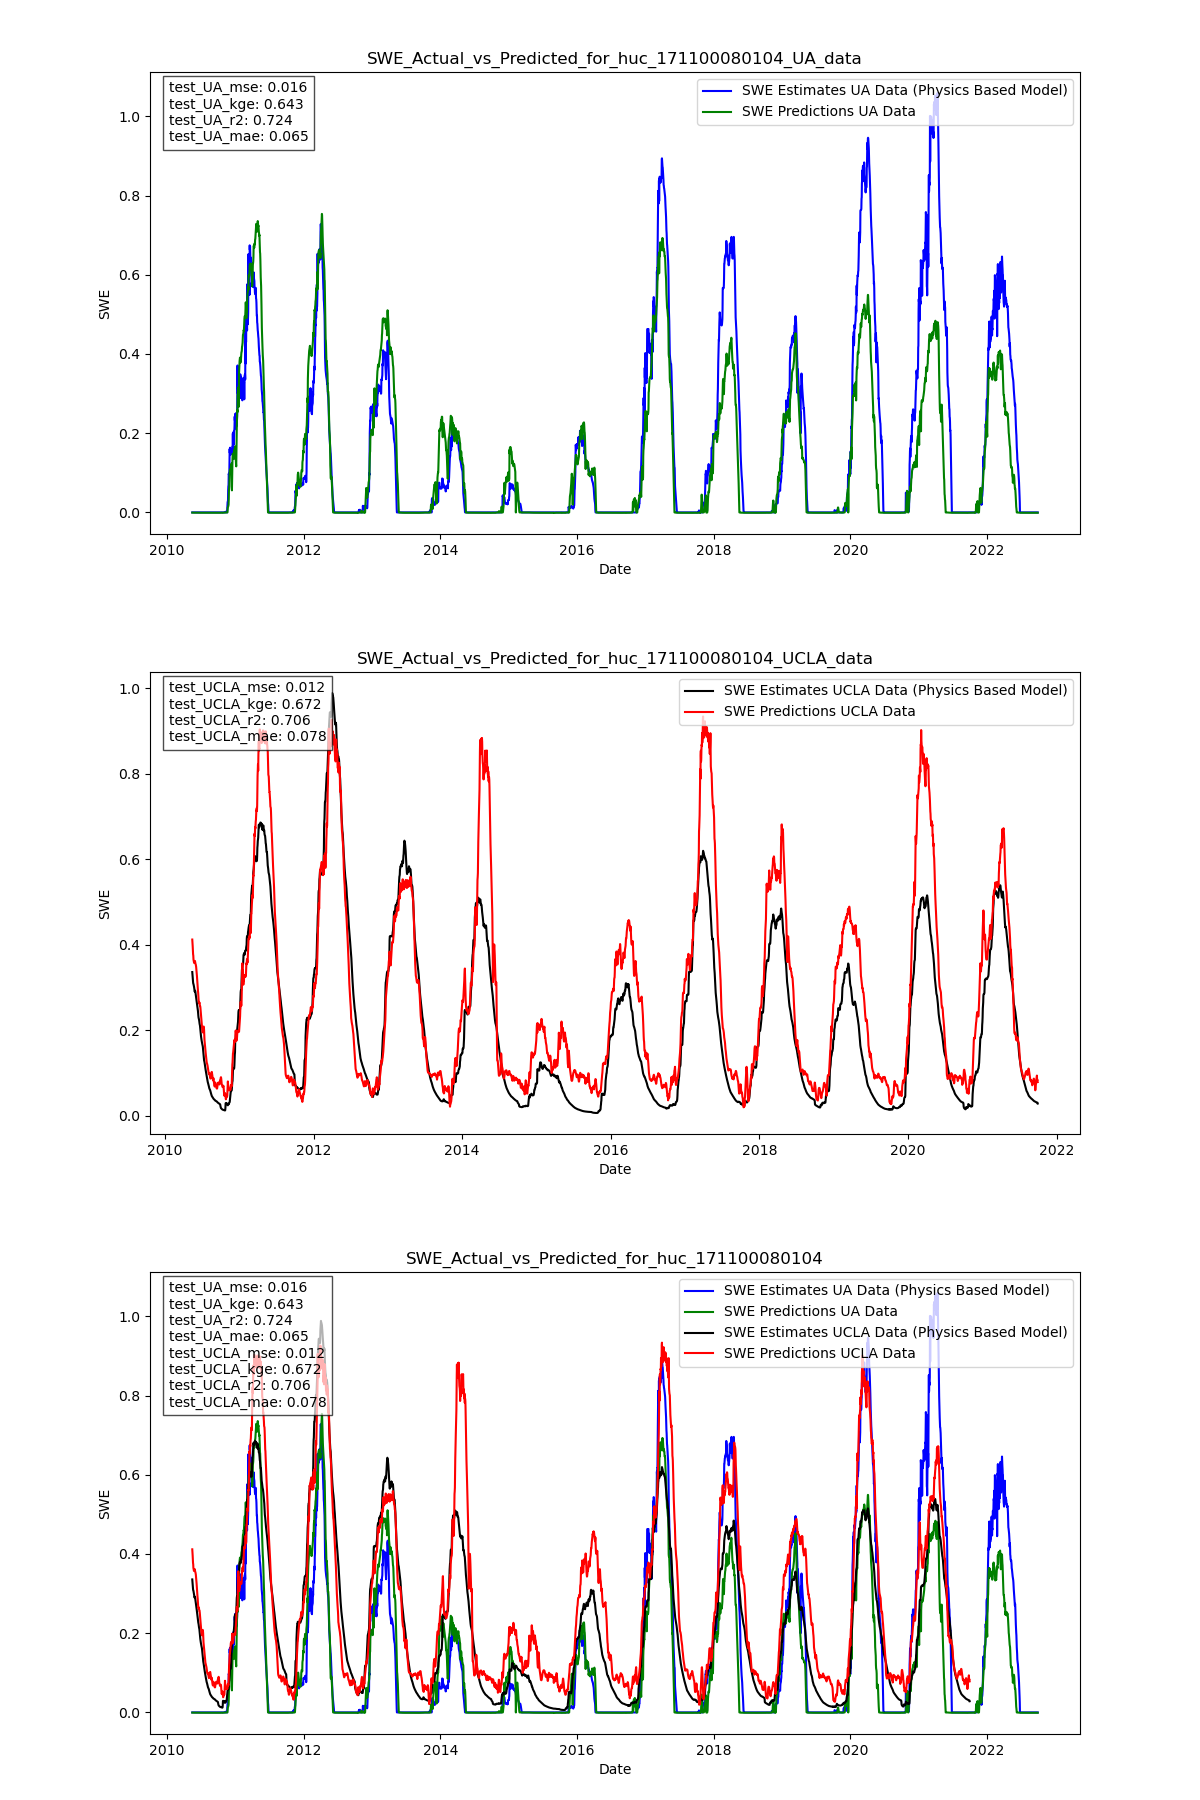 SWE_Actual_vs_Predicted_for_huc_171100080104_UA_data
test_UA_mse: 0.016
test_UA_kge: 0.643
test_UA_r2: 0.724
test_UA_mae: 0.065
SWE Estimates UA Data (Physics Based Model)
SWE Predictions UA Data
1.0
0.8
0.6
0.4
0.2
0.0
SWE
2010 2012 2014 2016 2018 2020 2022
Date
SWE_Actual_vs_Predicted_for_huc_171100080104_UCLA_data
test_UCLA_mse: 0.012
test_UCLA_kge: 0.672
test_UCLA_r2: 0.706
test_UCLA_mae: 0.078
SWE Estimates UCLA Data (Physics Based Model)
SWE Predictions UCLA Data
1.0
0.8
0.6
0.4
0.2
0.0
SWE
2010 2012 2014 2016 2018 2020 2022
Date
SWE_Actual_vs_Predicted_for_huc_171100080104
test_UA_mse: 0.016
test_UA_kge: 0.643
test_UA_r2: 0.724
test_UA_mae: 0.065
test_UCLA_mse: 0.012
test_UCLA_kge: 0.672
test_UCLA_r2: 0.706
test_UCLA_mae: 0.078
SWE Estimates UA Data (Physics Based Model)
SWE Predictions UA Data
SWE Estimates UCLA Data (Physics Based Model)
SWE Predictions UCLA Data
1.0
0.8
0.6
0.4
0.2
0.0
SWE
2010 2012 2014 2016 2018 2020 2022
Date